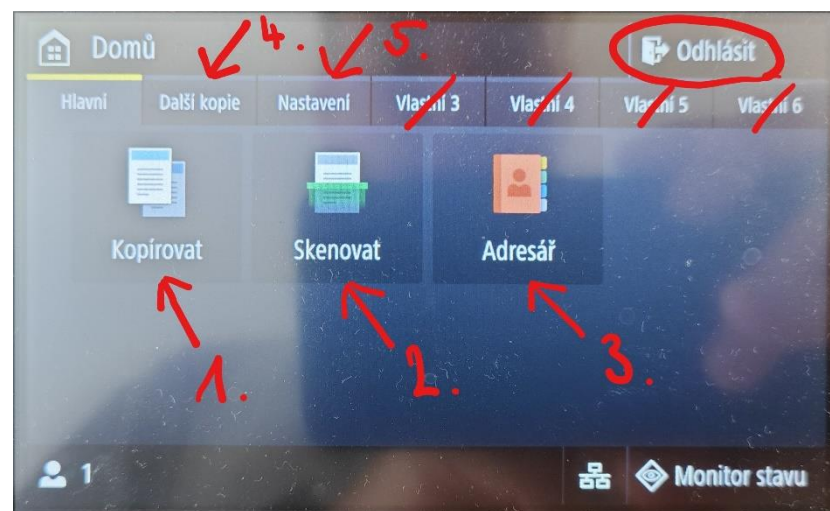 Domů 4. 5. Odhlásit
Hlavní Další kopie Nastavení Vlastní 3 Vlastní 4 Vlastní 5 Vlastní 6
Kopírovat Skenovat Adresář
1. 2. 3.
1 Monitor stavu